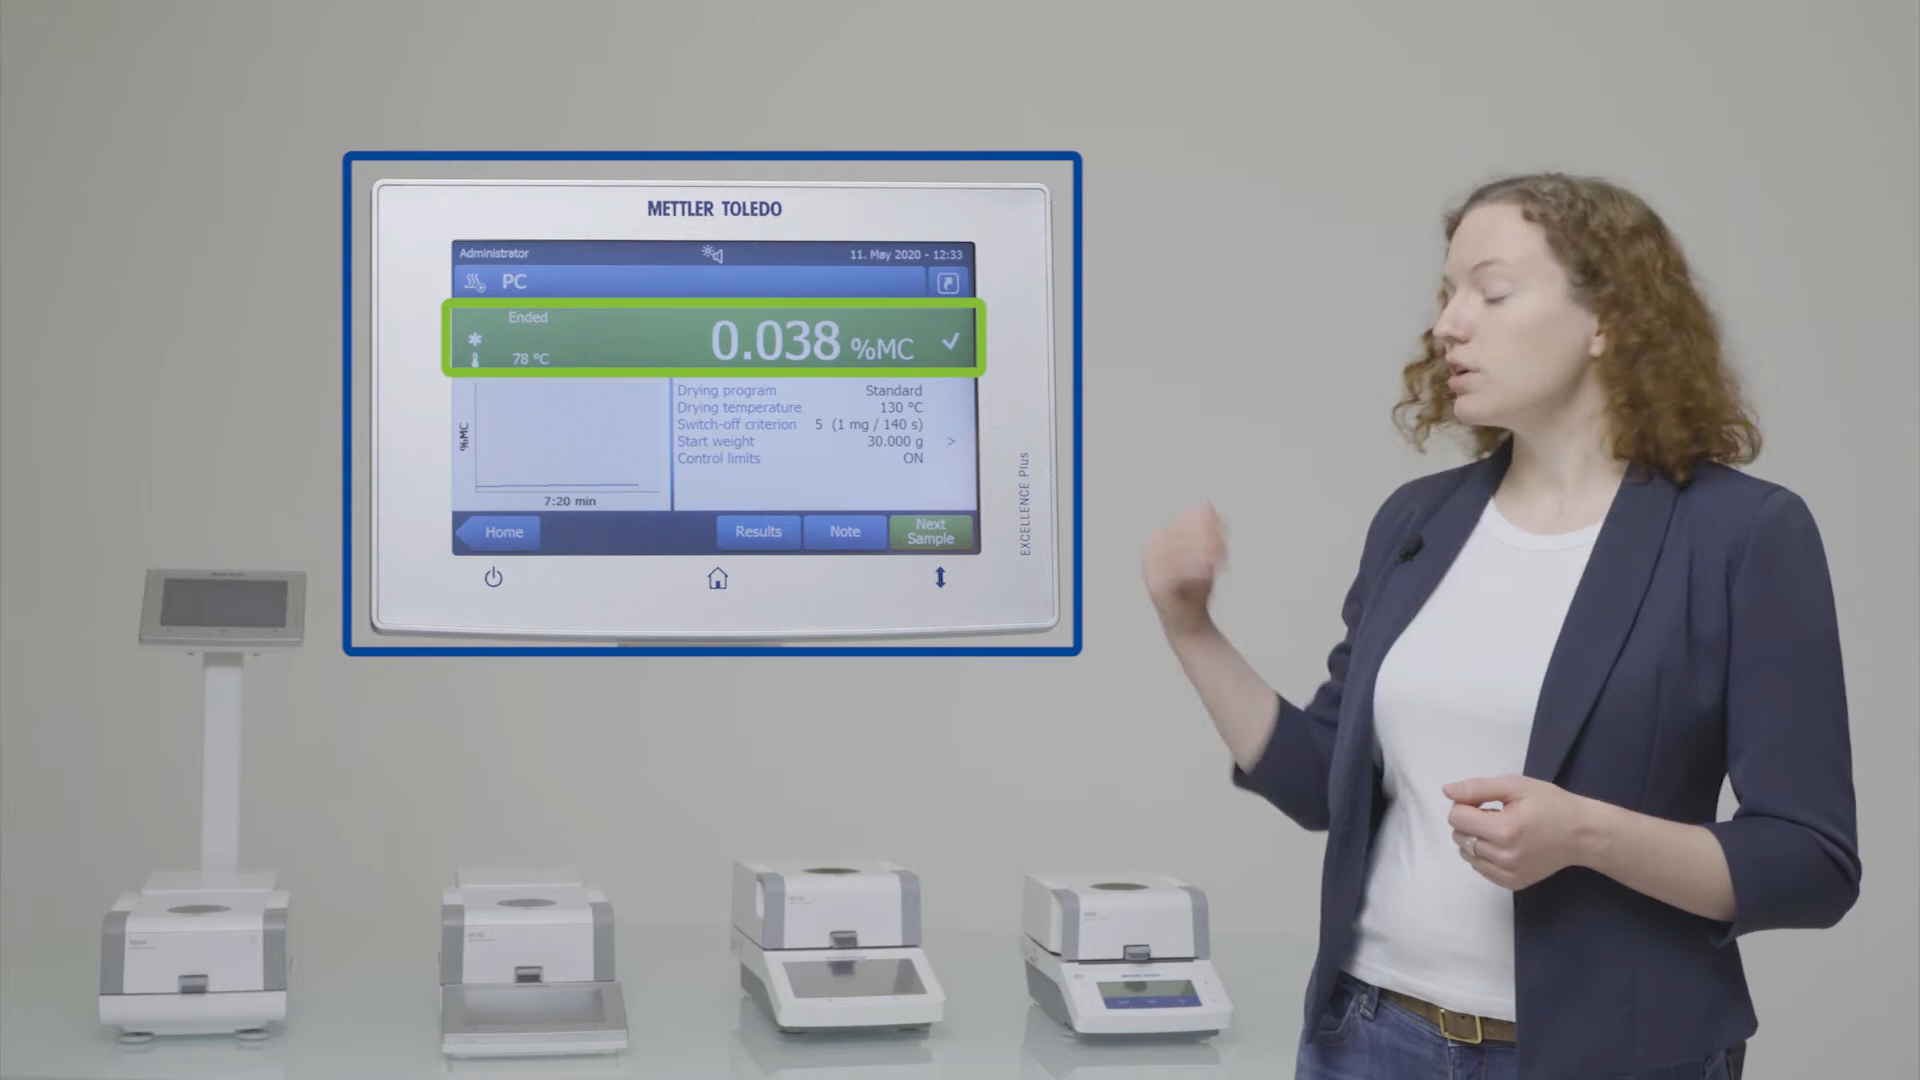 METTLER TOLEDO
Administrator 11. May 2020 - 12:33
PC
Ended
0.038 %MC
78 °C
%MC
7:20 min
Drying program Standard
Drying temperature 130 °C
Switch-off criterion 5 (1 mg / 140 s)
Start weight 30.000 g >
Control limits ON
Home
Results
Note
Next
Sample
EXCELLENCE Plus